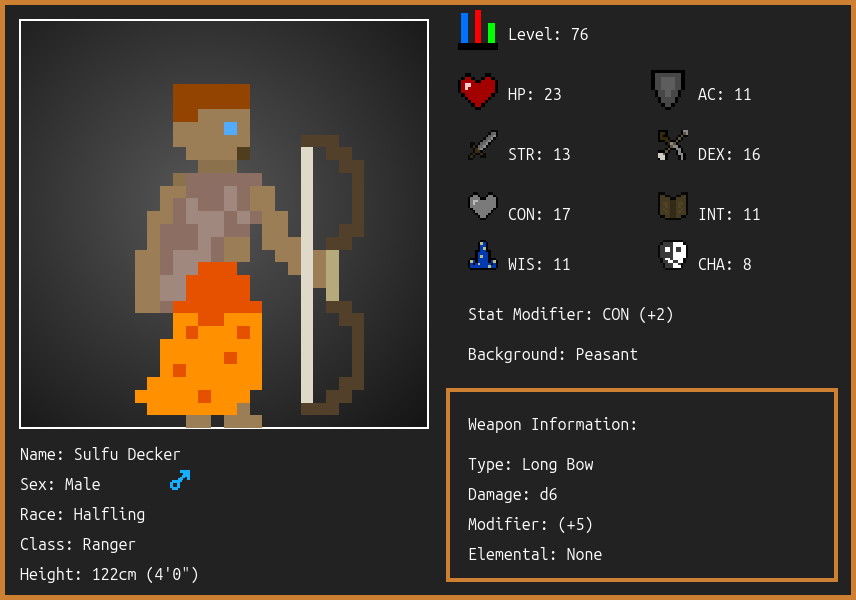 Level: 76
HP: 23
AC: 11
STR: 13
DEX: 16
CON: 17
INT: 11
WIS: 11
CHA: 8
Stat Modifier: CON (+2)
Background: Peasant
Weapon Information:
Type: Long Bow
Damage: d6
Modifier: (+5)
Elemental: None
Name: Sulfu Decker
Sex: Male
Race: Halfling
Class: Ranger
Height: 122cm (4'0")